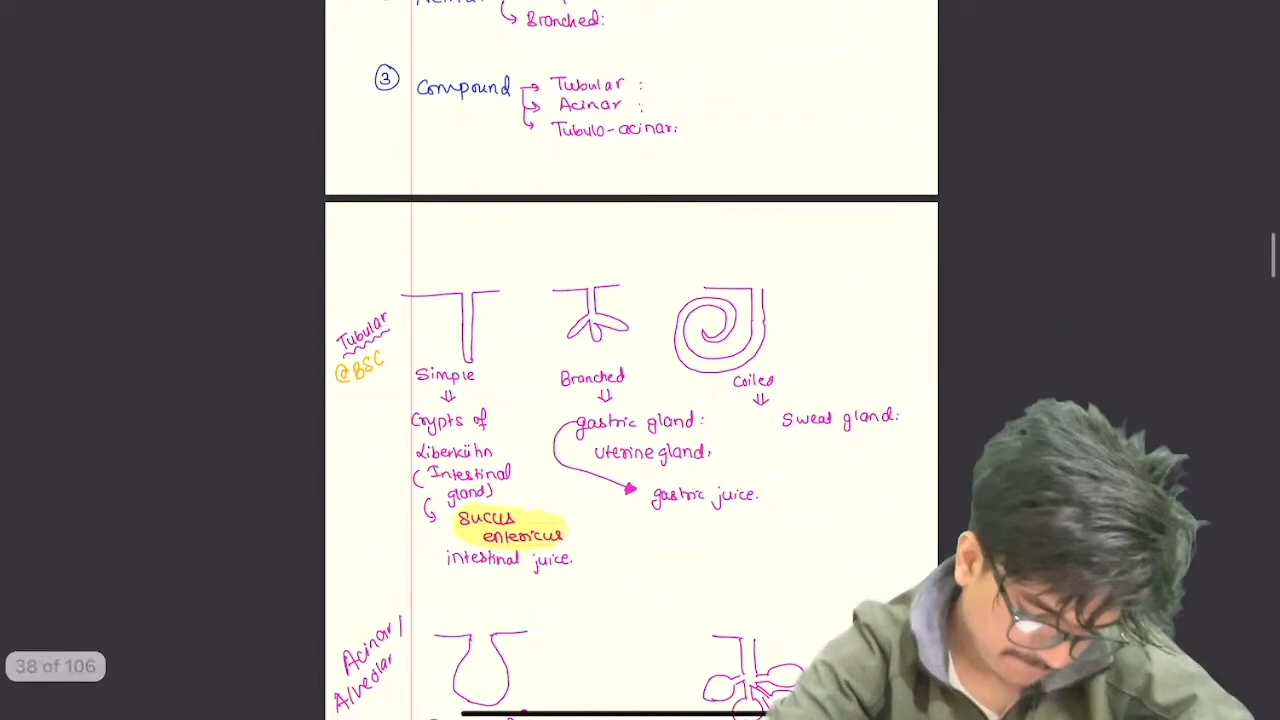 Branched:
3
Compound
Tubular :
Acinar :
Tubulo-acinar:
Tubular
@BSC
Simple
Branched
Coiled
Crypts of
Liberkühn
(Intestinal
gland)
gastric gland:
uterine gland,
Sweat gland:
gastric juice.
succus
entericus
intestinal juice.
Acinar /
Alveolar
38 of 106